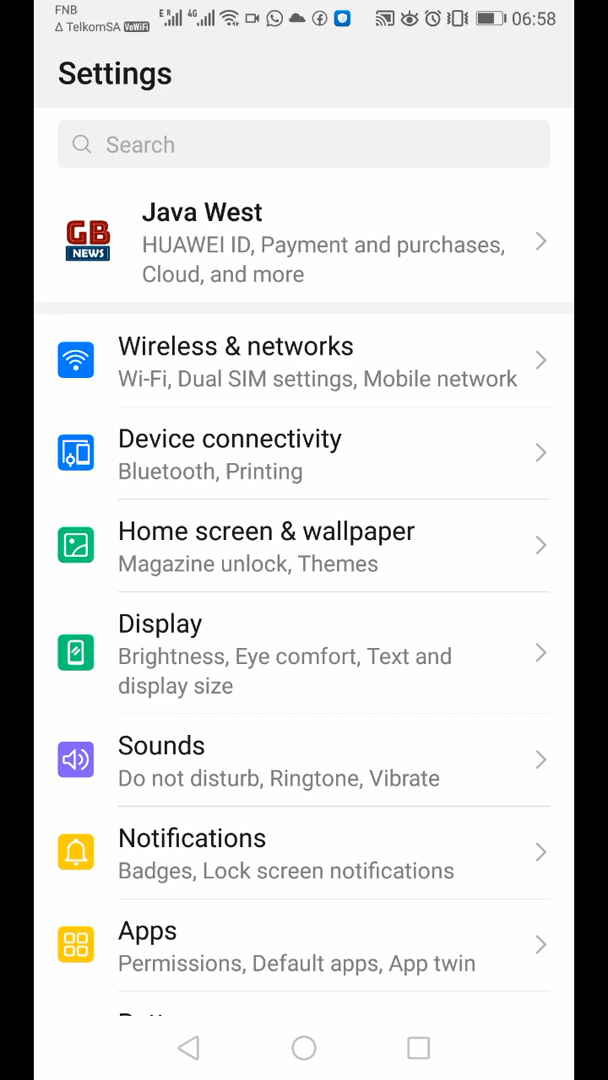 FNB
E R 4G 06:58
Δ TelkomSA VoWiFi
Settings
Search
Java West
GB
NEWS
HUAWEI ID, Payment and purchases,
Cloud, and more
Wireless & networks
Wi-Fi, Dual SIM settings, Mobile network
Device connectivity
Bluetooth, Printing
Home screen & wallpaper
Magazine unlock, Themes
Display
Brightness, Eye comfort, Text and
display size
Sounds
Do not disturb, Ringtone, Vibrate
Notifications
Badges, Lock screen notifications
Apps
Permissions, Default apps, App twin